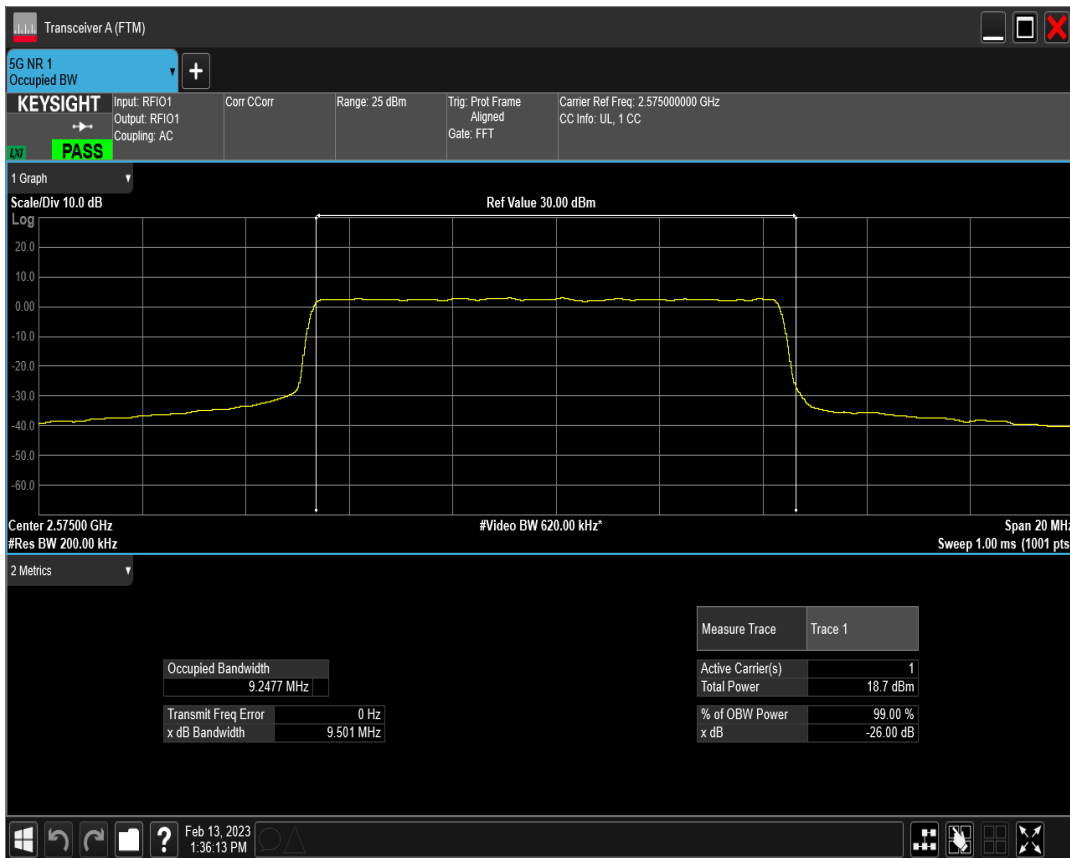 Transceiver A (FTM)
5G NR 1
Occupied BW
+
KEYSIGHT
LXI
PASS
Input: RFIO1
Output: RFIO1
Coupling: AC
Corr CCorr
Range: 25 dBm
Trig: Prot Frame
Aligned
Gate: FFT
Carrier Ref Freq: 2.575000000 GHz
CC Info: UL, 1 CC
1 Graph
Scale/Div 10.0 dB
Ref Value 30.00 dBm
Log
20.0
10.0
0.00
-10.0
-20.0
-30.0
-40.0
-50.0
-60.0
Center 2.57500 GHz
#Video BW 620.00 kHz*
Span 20 MHz
#Res BW 200.00 kHz
Sweep 1.00 ms (1001 pts
2 Metrics
Measure Trace Trace 1
Occupied Bandwidth
9.2477 MHz
Active Carrier(s) 1
Total Power 18.7 dBm
Transmit Freq Error 0 Hz
x dB Bandwidth 9.501 MHz
% of OBW Power 99.00 %
x dB -26.00 dB
?
Feb 13, 2023
1:36:13 PM